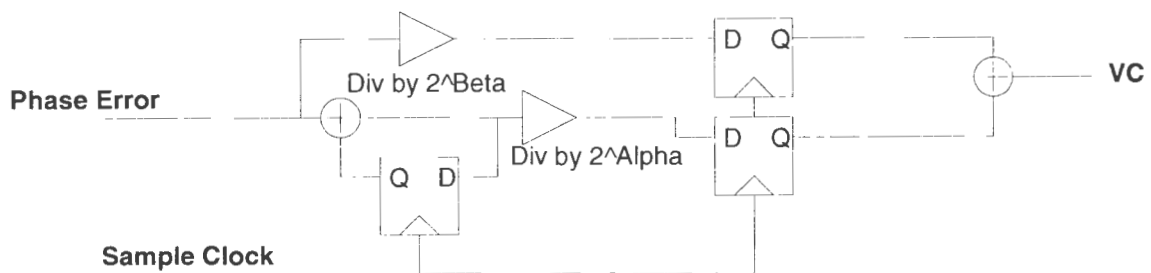 D Q
Div by 2^Beta
VC
Phase Error
D Q
Div by 2^Alpha
Q D
Sample Clock